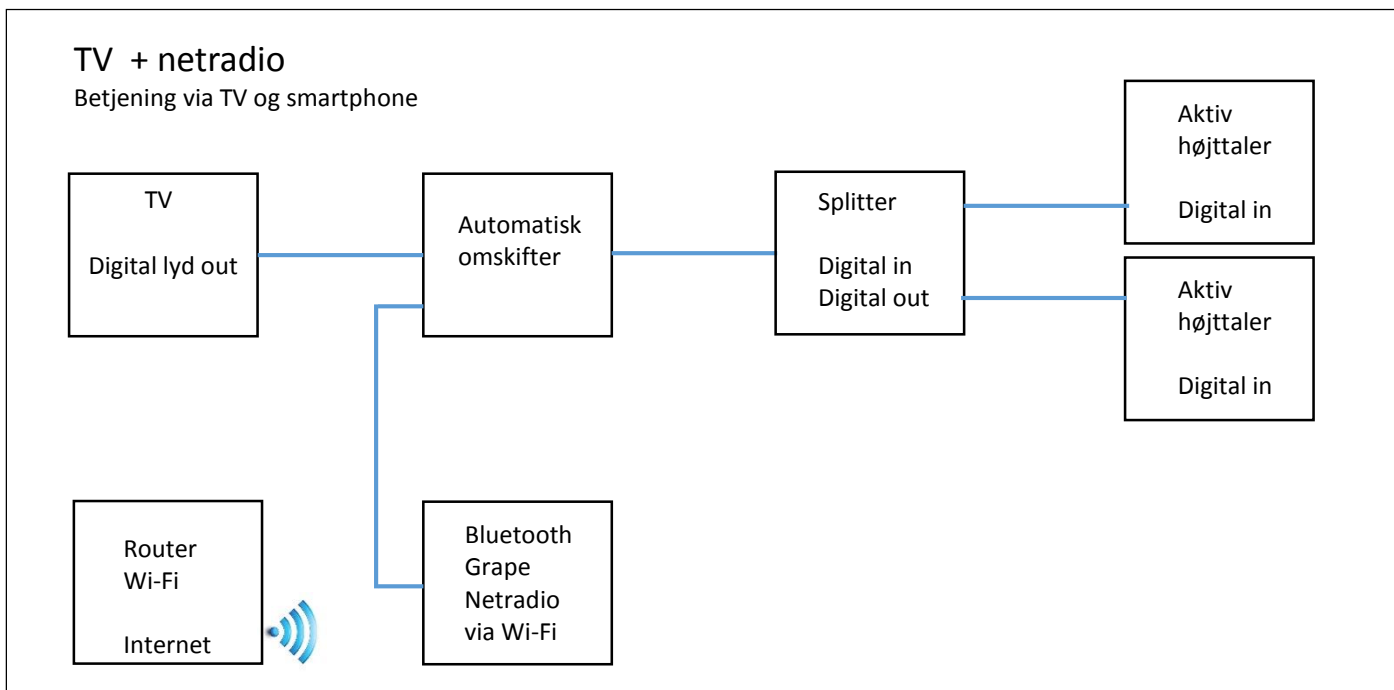 TV + netradio
Betjening via TV og smartphone
TV
Digital lyd out
Automatisk
omskifter
Splitter
Digital in
Digital out
Aktiv
højttaler
Digital in
Aktiv
højttaler
Digital in
Router
Wi-Fi
Internet
Bluetooth
Grape
Netradio
via Wi-Fi